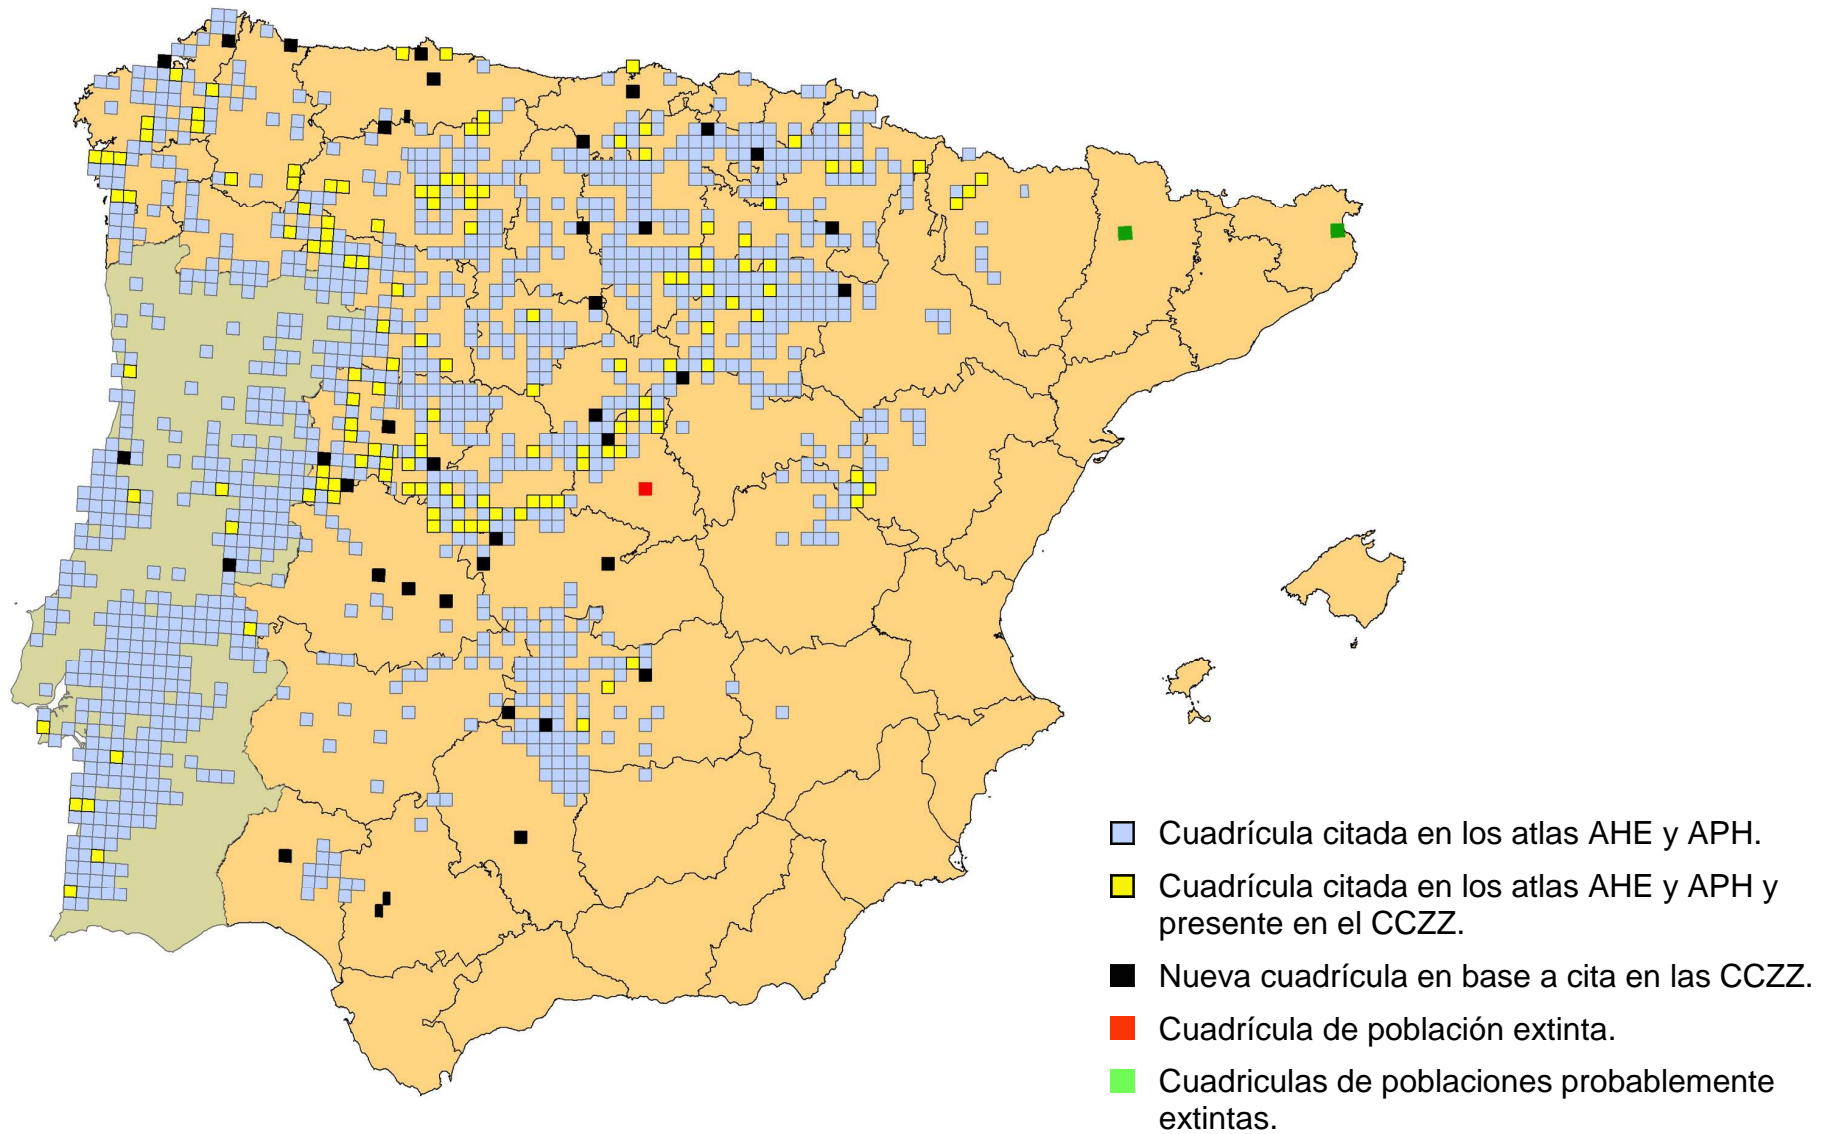 Cuadrícula citada en los atlas AHE y APH.
Cuadrícula citada en los atlas AHE y APH y
presente en el CCZZ.
Nueva cuadrícula en base a cita en las CCZZ.
Cuadrícula de población extinta.
Cuadriculas de poblaciones probablemente
extintas.